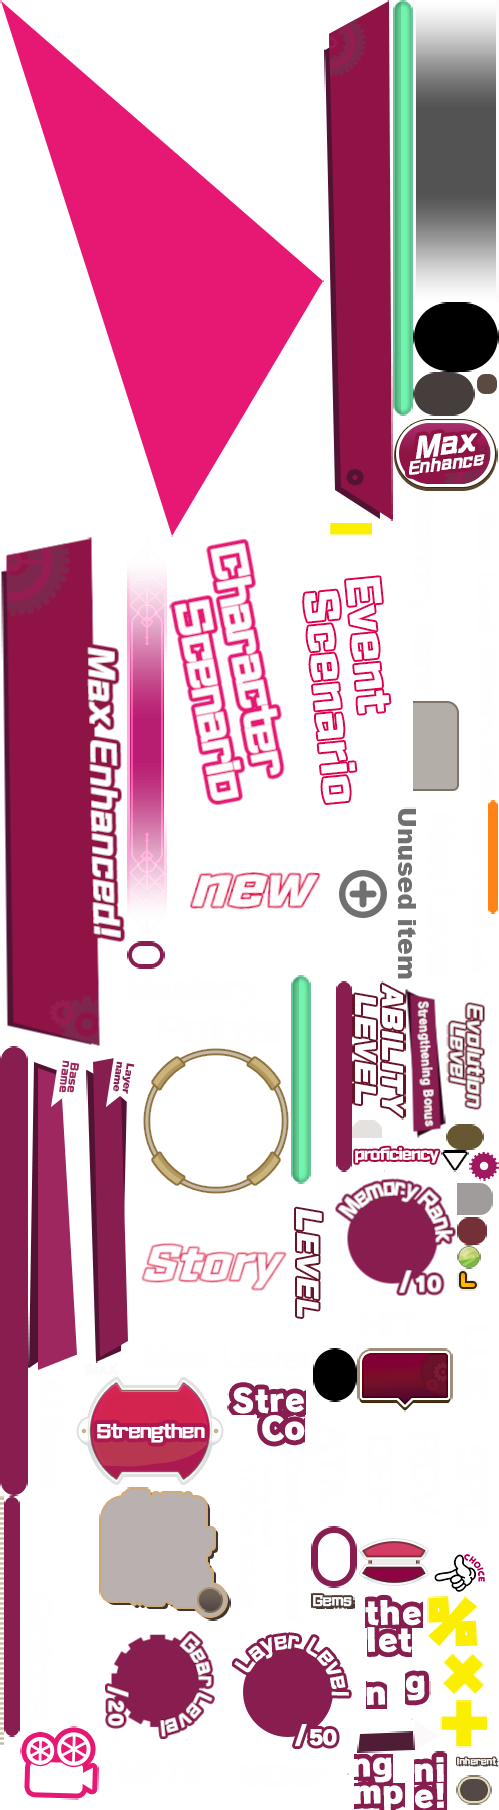 Max
Enhance
Character
Scenario
Event
Scenario
Max Enhanced!
new
Unused item
ABILITY
LEVEL
Strengthening Bonus
Evolution
Level
Base
name
Layer
name
proficiency
Memory Rank
/10
Story
LEVEL
Strengthen
Stre
Co
CHOICE
Gems
the
let
%
n g
×
+
Gear Level
/20
Layer Level
/50
ng
mp
ni
e!
Inherent